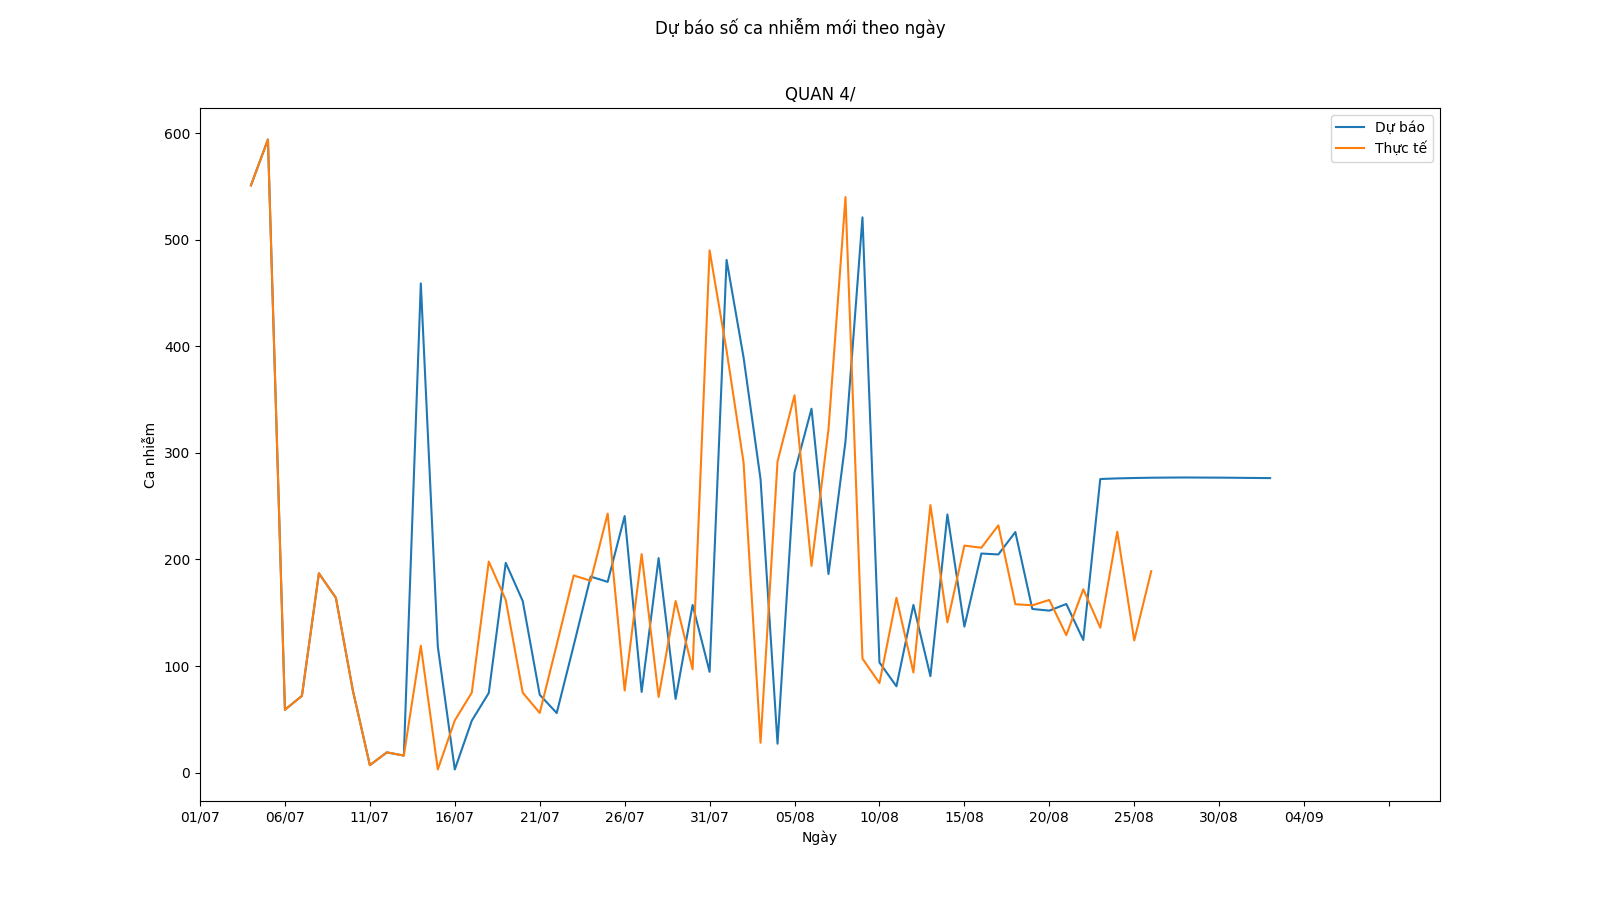 Dự báo số ca nhiễm mới theo ngày
QUAN 4/
Dự báo
Thực tế
600
500
400
300
200
100
0
Ca nhiễm
01/07 06/07 11/07 16/07 21/07 26/07 31/07 05/08 10/08 15/08 20/08 25/08 30/08 04/09
Ngày